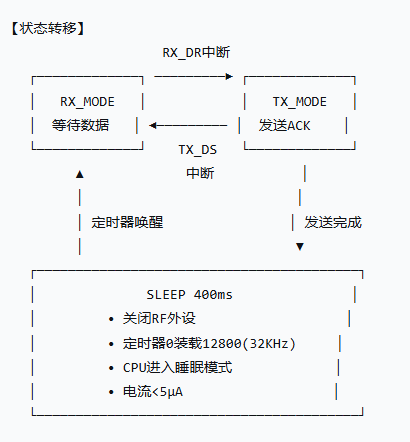 【状态转移】
RX_DR中断
RX_MODE TX_MODE
等待数据 发送ACK
TX_DS
中断
定时器唤醒 发送完成
SLEEP 400ms
• 关闭RF外设
• 定时器0装载12800(32KHz)
• CPU进入睡眠模式
• 电流<5μA